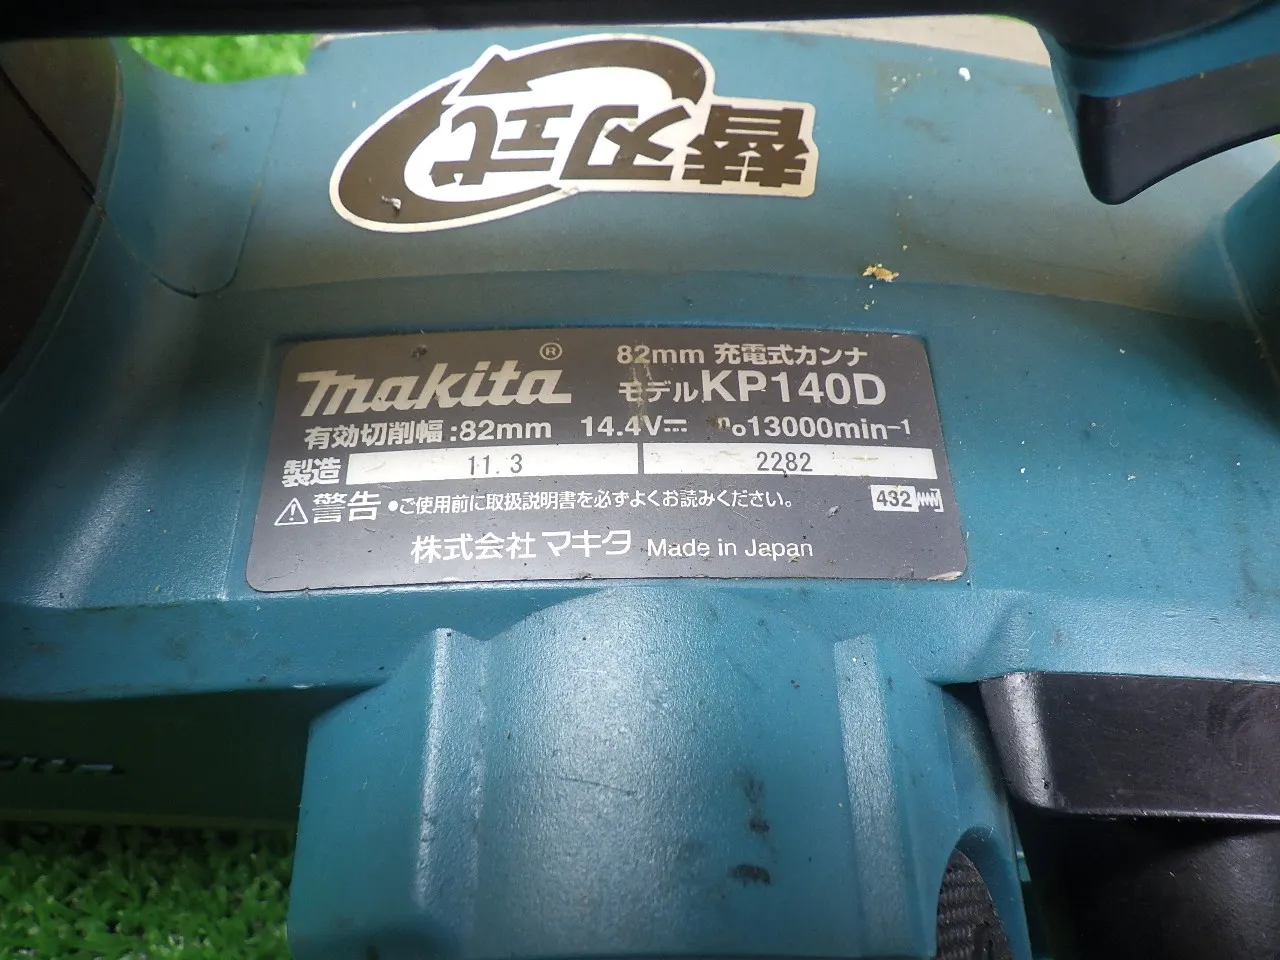 替刃式
makita®
82mm 充電式カンナ
モデルKP140D
有効切削幅:82mm 14.4V⎓ n₀13000min⁻¹
製造 11.3 2282
⚠警告 •ご使用前に取扱説明書を必ずよくお読みください。 432
株式会社 マキタ Made in Japan